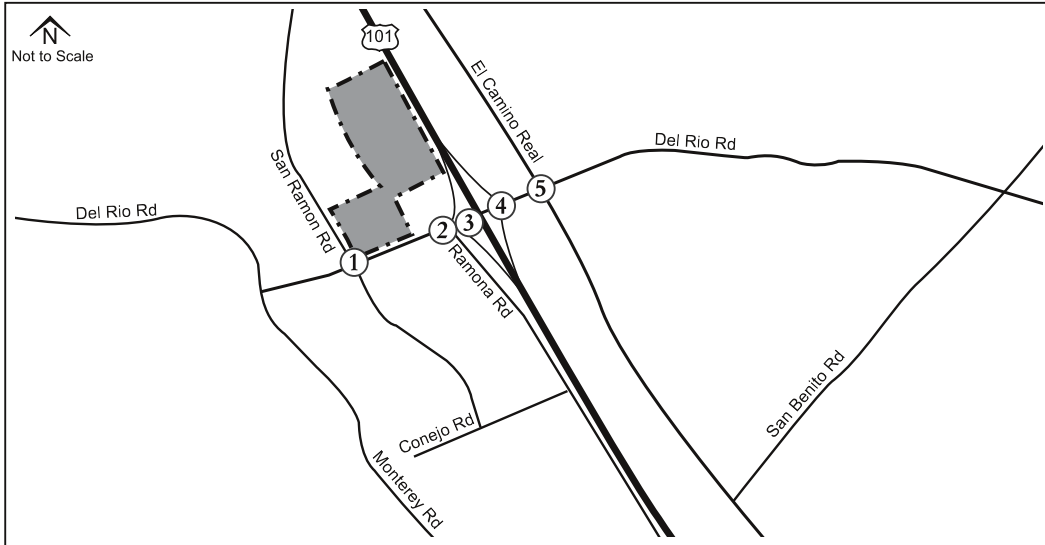 N
Not to Scale
101
El Camino Real
Del Rio Rd
San Ramon Rd
Del Rio Rd
5
4
3
2
1
Ramona Rd
San Benito Rd
Conejo Rd
Monterey Rd